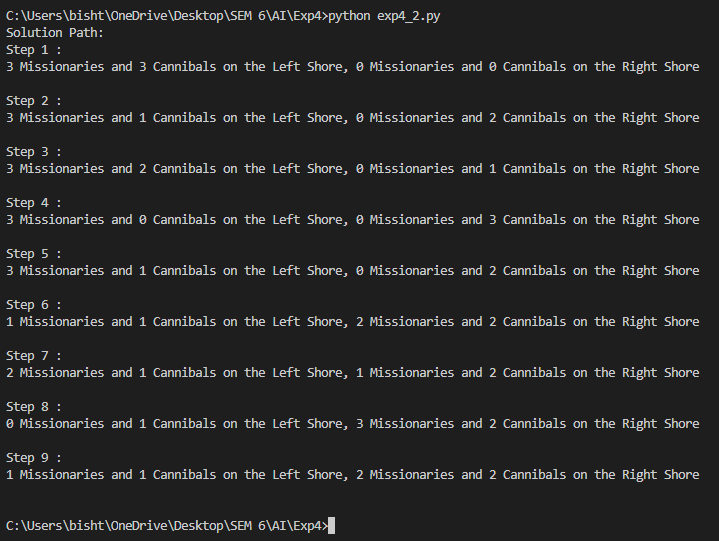 C:\Users\bisht\OneDrive\Desktop\SEM 6\AI\Exp4>python exp4_2.py
Solution Path:
Step 1 :
3 Missionaries and 3 Cannibals on the Left Shore, 0 Missionaries and 0 Cannibals on the Right Shore
Step 2 :
3 Missionaries and 1 Cannibals on the Left Shore, 0 Missionaries and 2 Cannibals on the Right Shore
Step 3 :
3 Missionaries and 2 Cannibals on the Left Shore, 0 Missionaries and 1 Cannibals on the Right Shore
Step 4 :
3 Missionaries and 0 Cannibals on the Left Shore, 0 Missionaries and 3 Cannibals on the Right Shore
Step 5 :
3 Missionaries and 1 Cannibals on the Left Shore, 0 Missionaries and 2 Cannibals on the Right Shore
Step 6 :
1 Missionaries and 1 Cannibals on the Left Shore, 2 Missionaries and 2 Cannibals on the Right Shore
Step 7 :
2 Missionaries and 1 Cannibals on the Left Shore, 1 Missionaries and 2 Cannibals on the Right Shore
Step 8 :
0 Missionaries and 1 Cannibals on the Left Shore, 3 Missionaries and 2 Cannibals on the Right Shore
Step 9 :
1 Missionaries and 1 Cannibals on the Left Shore, 2 Missionaries and 2 Cannibals on the Right Shore
C:\Users\bisht\OneDrive\Desktop\SEM 6\AI\Exp4>